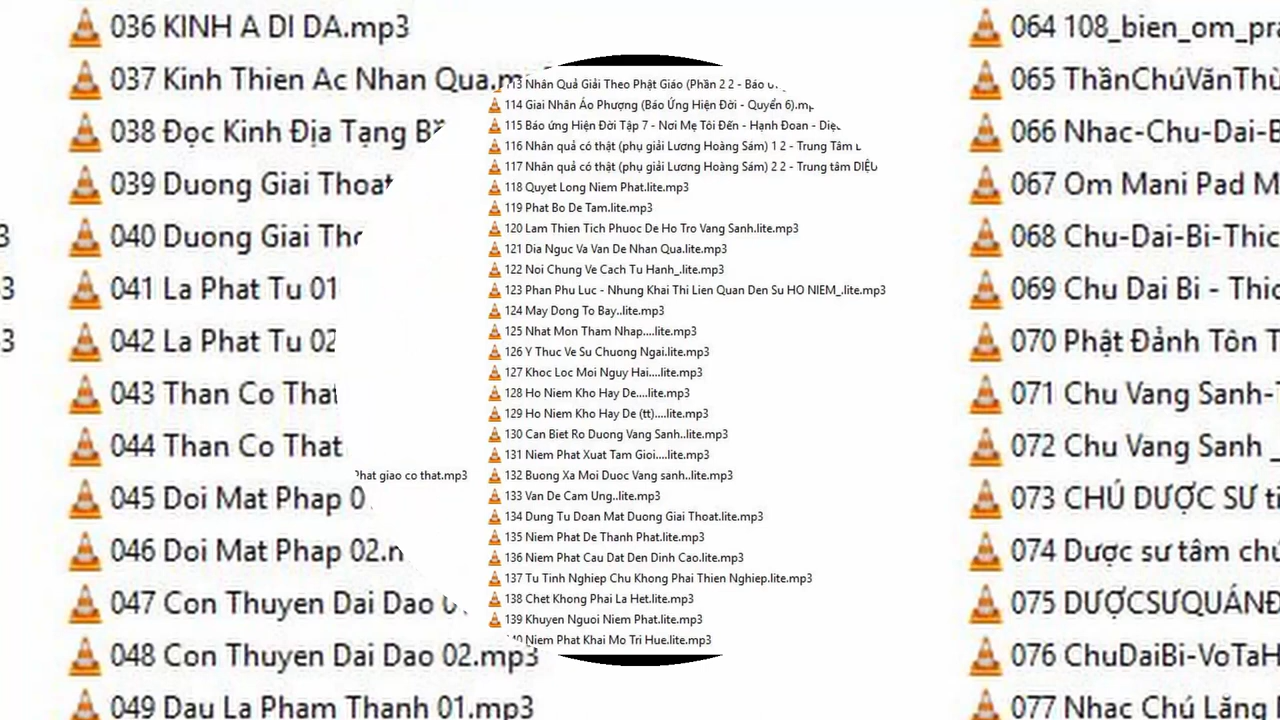 036 KINH A DI DA.mp3
037 Kinh Thien Ac Nhan Qua.
038 Đọc Kinh Địa Tạng
039 Duong Giai Thoat
040 Duong Giai
041 La Phat Tu 01
042 La Phat Tu 02
043 Than Co That
044 Than Co That
045 Doi Mat Phap 0
046 Doi Mat Phap 02.
047 Con Thuyen Dai Dao
048 Con Thuyen Dai Dao 02.mp3
049 Dau La Pham Thanh 01.mp3
Phat giao co that.mp3
113 Nhân Quả Giải Theo Phật Giáo (Phần 2 2 - Báo
114 Giai Nhân Áo Phượng (Báo Ứng Hiện Đời - Quyển 6).mp
115 Báo ứng Hiện Đời Tập 7 - Nơi Mẹ Tôi Đến - Hạnh Đoan - Diệu
116 Nhân quả có thật (phụ giải Lương Hoàng Sám) 1 2 - Trung Tâm
117 Nhân quả có thật (phụ giải Lương Hoàng Sám) 2 2 - Trung tâm DIỆU
118 Quyet Long Niem Phat.lite.mp3
119 Phat Bo De Tam.lite.mp3
120 Lam Thien Tich Phuoc De Ho Tro Vang Sanh.lite.mp3
121 Dia Nguc Va Van De Nhan Qua.lite.mp3
122 Noi Chung Ve Cach Tu Hanh_.lite.mp3
123 Phan Phu Luc - Nhung Khai Thi Lien Quan Den Su HO NIEM_.lite.mp3
124 May Dong To Bay..lite.mp3
125 Nhat Mon Tham Nhap....lite.mp3
126 Y Thuc Ve Su Chuong Ngai.lite.mp3
127 Khoc Loc Moi Nguy Hai....lite.mp3
128 Ho Niem Kho Hay De....lite.mp3
129 Ho Niem Kho Hay De (tt)....lite.mp3
130 Can Biet Ro Duong Vang Sanh..lite.mp3
131 Niem Phat Xuat Tam Gioi....lite.mp3
132 Buong Xa Moi Duoc Vang sanh..lite.mp3
133 Van De Cam Ung..lite.mp3
134 Dung Tu Doan Mat Duong Giai Thoat.lite.mp3
135 Niem Phat De Thanh Phat.lite.mp3
136 Niem Phat Cau Dat Den Dinh Cao.lite.mp3
137 Tu Tinh Nghiep Chu Khong Phai Thien Nghiep.lite.mp3
138 Chet Khong Phai La Het.lite.mp3
139 Khuyen Nguoi Niem Phat.lite.mp3
140 Niem Phat Khai Mo Tri Hue.lite.mp3
064 108_bien_om_pra
065 ThầnChúVănThù
066 Nhac-Chu-Dai-B
067 Om Mani Pad M
068 Chu-Dai-Bi-Thic
069 Chu Dai Bi - Thic
070 Phật Đảnh Tôn T
071 Chu Vang Sanh-
072 Chu Vang Sanh _
073 CHÚ DƯỢC SƯ
074 Dược sư tâm chú
075 DƯỢCSƯQUÁNĐ
076 ChuDaiBi-VoTaH
077 Nhạc Chú Lăng